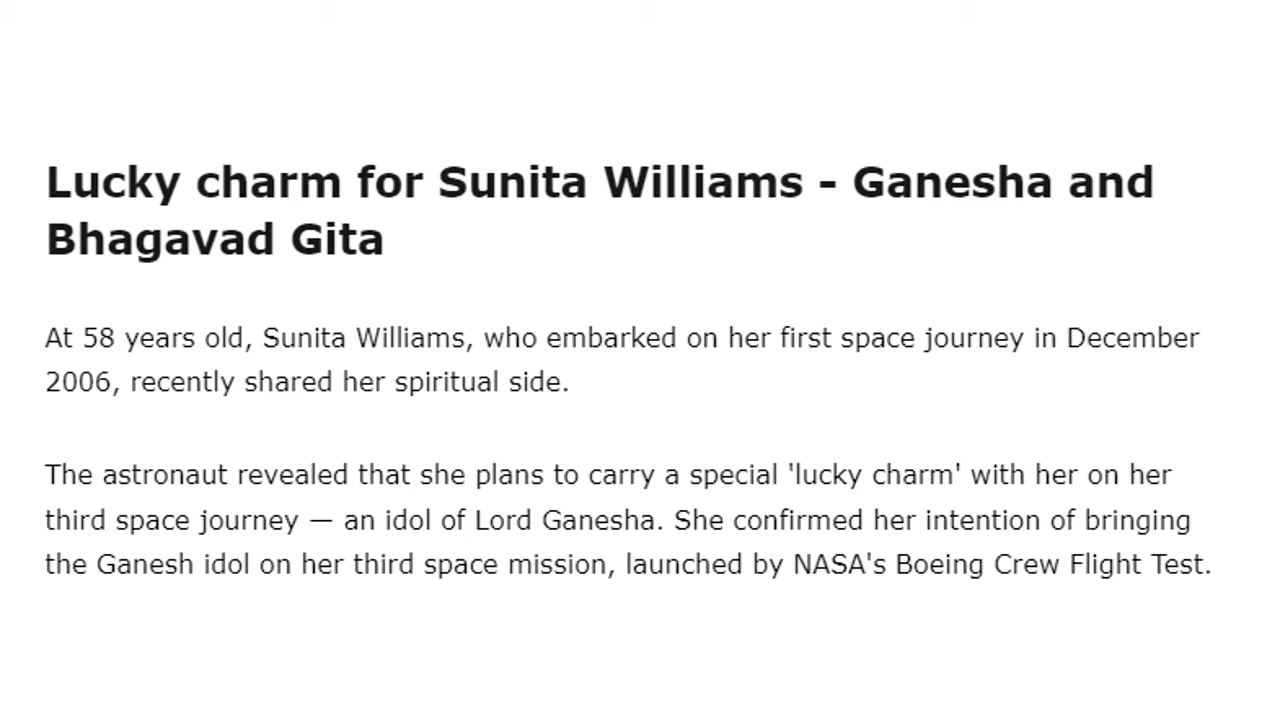 Lucky charm for Sunita Williams - Ganesha and
Bhagavad Gita
At 58 years old, Sunita Williams, who embarked on her first space journey in December
2006, recently shared her spiritual side.
The astronaut revealed that she plans to carry a special 'lucky charm' with her on her
third space journey — an idol of Lord Ganesha. She confirmed her intention of bringing
the Ganesh idol on her third space mission, launched by NASA's Boeing Crew Flight Test.